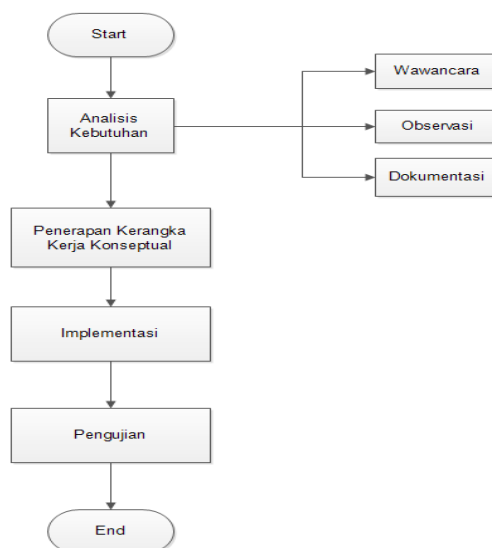 Start
Wawancara
Analisis
Kebutuhan
Observasi
Dokumentasi
Penerapan Kerangka
Kerja Konseptual
Implementasi
Pengujian
End